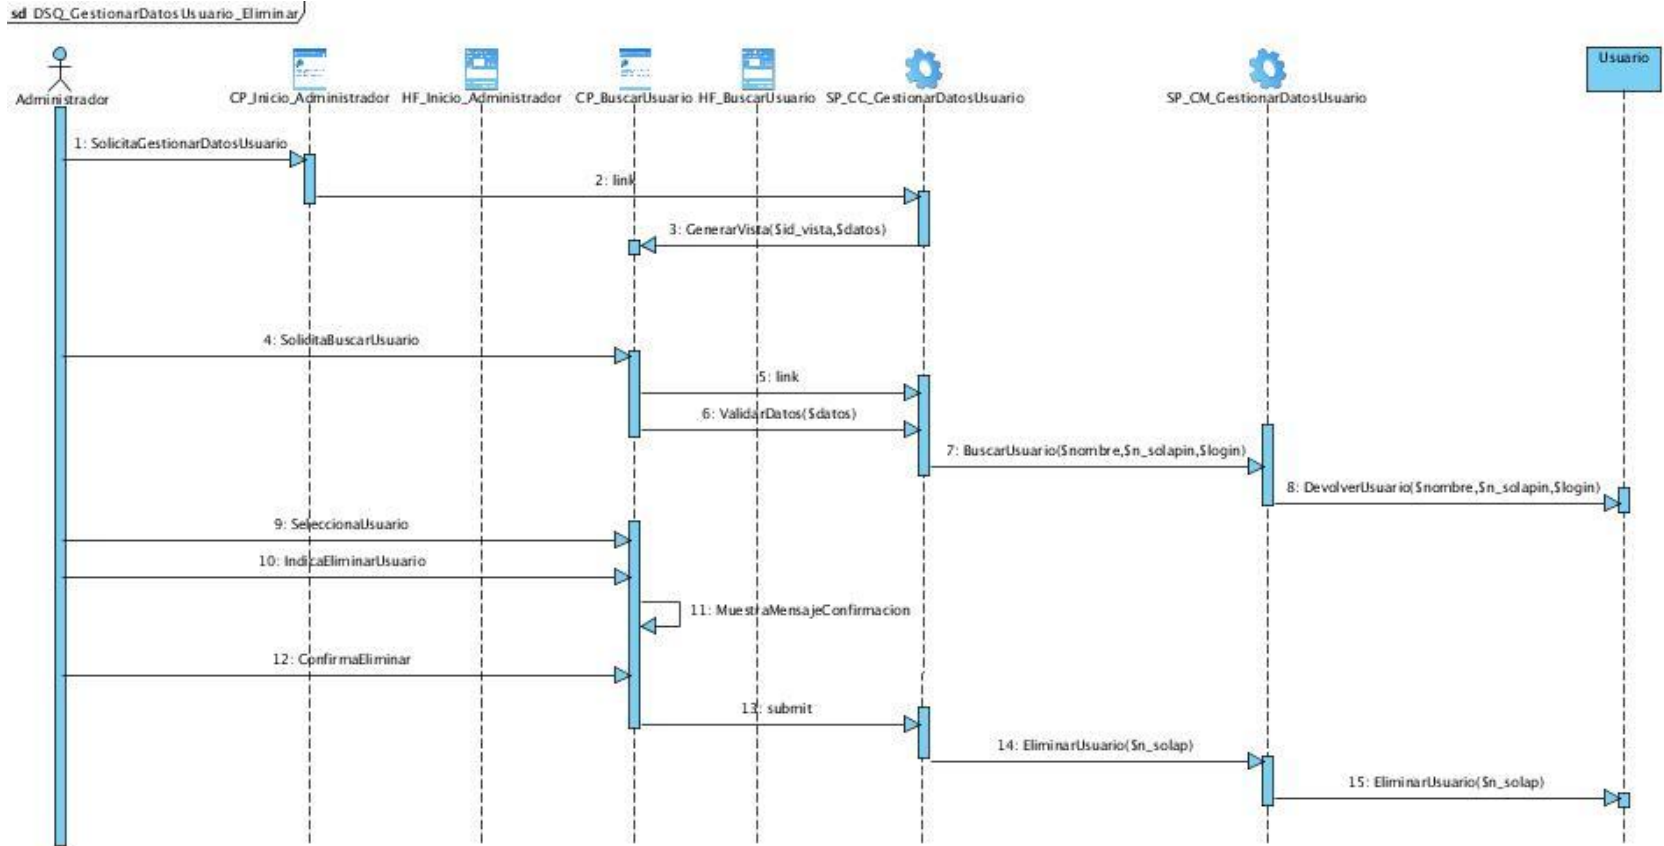 sd DSQ_GestionarDatosUsuario_Eliminar
Administrador
CP_Inicio_Administrador
HF_Inicio_Administrador
CP_BuscarUsuario
HF_BuscarUsuario
SP_CC_GestionarDatosUsuario
SP_CM_GestionarDatosUsuario
Usuario
1: SolicitaGestionarDatosUsuario
2: link
3: GenerarVista($id_vista,$datos)
4: SoliditaBuscarUsuario
5: link
6: ValidarDatos($datos)
7: BuscarUsuario($nombre,$n_solapin,$login)
8: DevolverUsuario($nombre,$n_solapin,$login)
9: SeleccionaUsuario
10: IndicaEliminarUsuario
11: MuestraMensajeConfirmacion
12: ConfirmaEliminar
13: submit
14: EliminarUsuario($n_solap)
15: EliminarUsuario($n_solap)